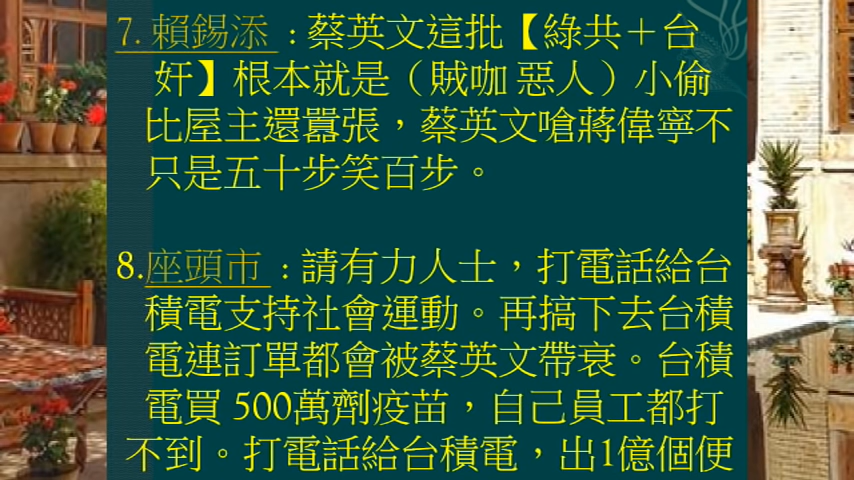 7. 賴錫添 : 蔡英文這批【綠共＋台
奸】根本就是（賊咖 惡人）小偷
比屋主還囂張，蔡英文嗆蔣偉寧不
只是五十步笑百步。
8.座頭市 : 請有力人士，打電話給台
積電支持社會運動。再搞下去台積
電連訂單都會被蔡英文帶衰。台積
電買 500萬劑疫苗，自己員工都打
不到。打電話給台積電，出1億個便